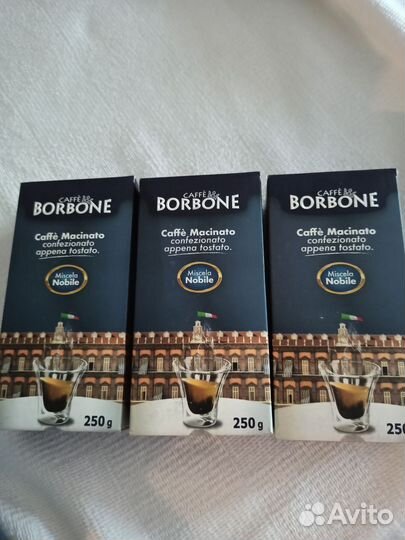 CAFFÈ
BORBONE
Caffè Macinato
confezionato
appena tostato.
Miscela
Nobile
250 g
CAFFÈ
BORBONE
Caffè Macinato
confezionato
appena tostato.
Miscela
Nobile
250 g
CAFFÈ
BORBONE
Caffè Macinato
confezionato
appena tostato.
Miscela
Nobile
250
Avito